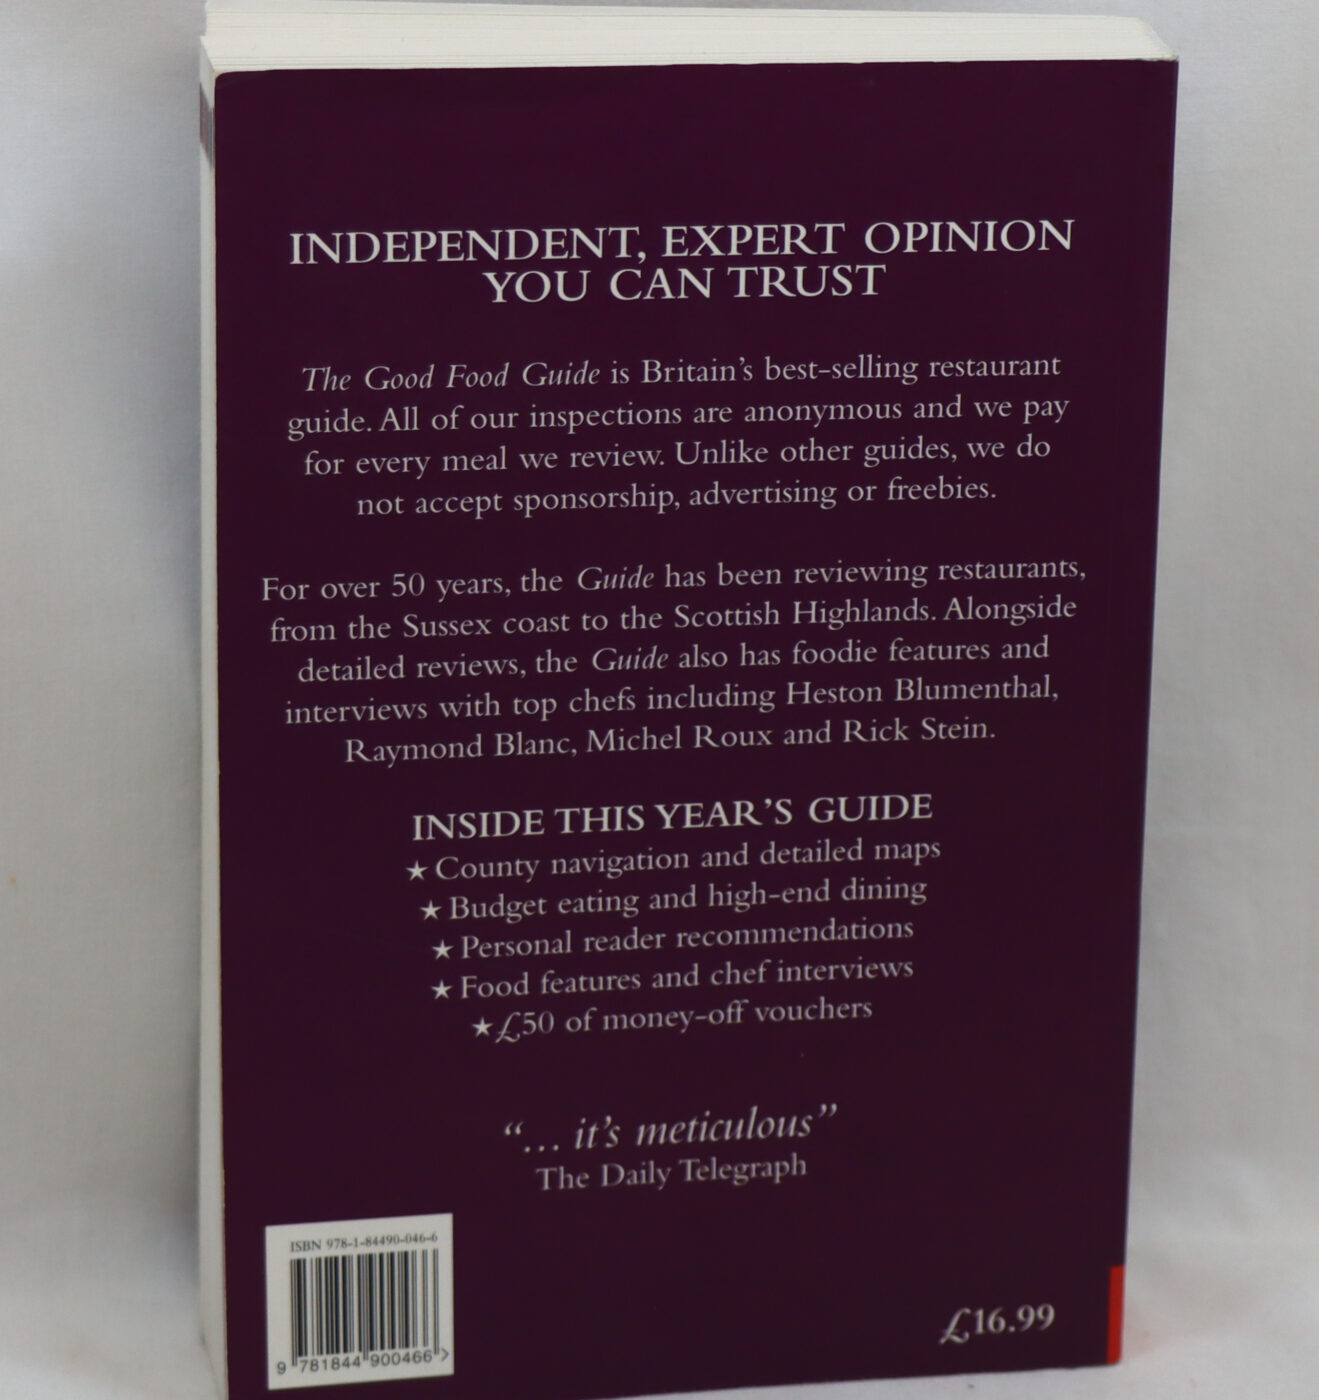 INDEPENDENT, EXPERT OPINION
YOU CAN TRUST
The Good Food Guide is Britain's best-selling restaurant
guide. All of our inspections are anonymous and we pay
for every meal we review. Unlike other guides, we do
not accept sponsorship, advertising or freebies.
For over 50 years, the Guide has been reviewing restaurants,
from the Sussex coast to the Scottish Highlands. Alongside
detailed reviews, the Guide also has foodie features and
interviews with top chefs including Heston Blumenthal,
Raymond Blanc, Michel Roux and Rick Stein.
INSIDE THIS YEAR'S GUIDE
★ County navigation and detailed maps
★ Budget eating and high-end dining
★ Personal reader recommendations
★ Food features and chef interviews
★ £50 of money-off vouchers
"... it's meticulous"
The Daily Telegraph
ISBN 978-1-84490-046-6
9 781844 900466 >
£16.99